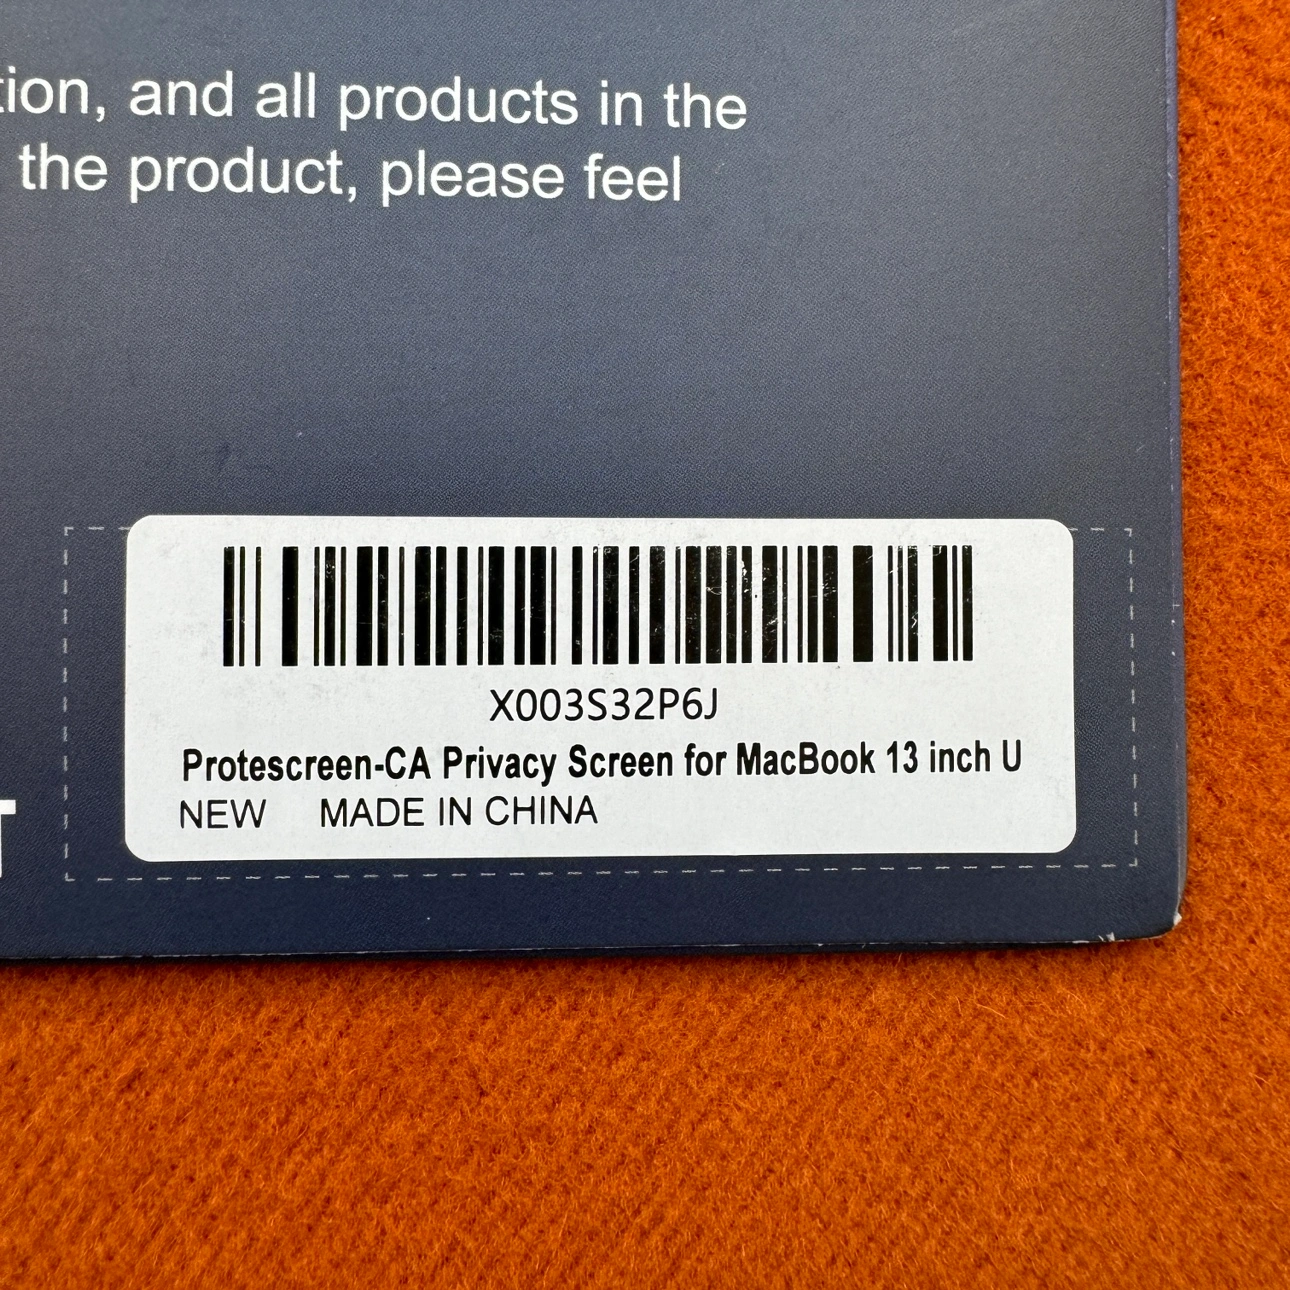 tion, and all products in the
the product, please feel
X003S32P6J
Protescreen-CA Privacy Screen for MacBook 13 inch U
NEW MADE IN CHINA
T